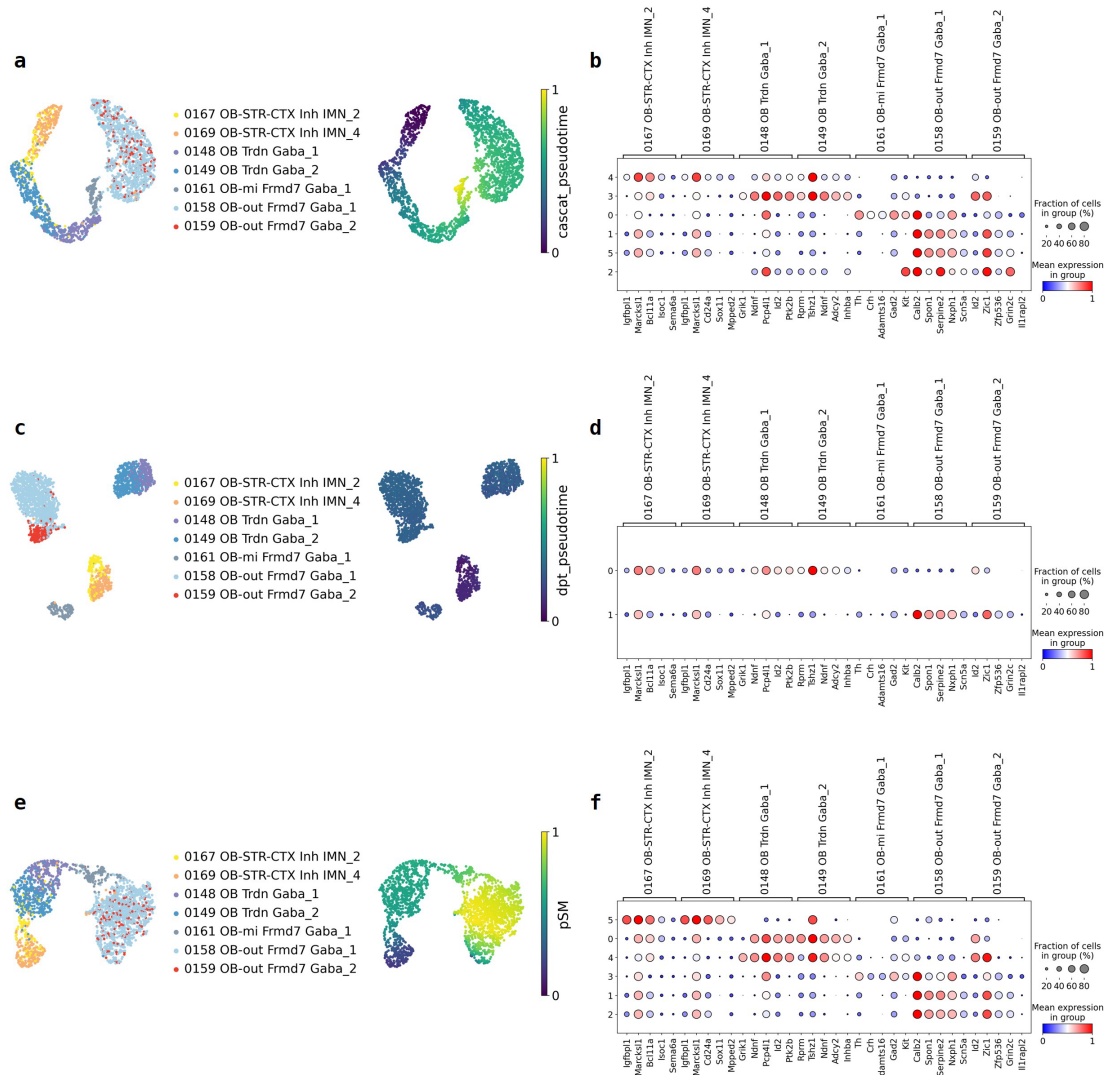 a
0167 OB-STR-CTX Inh IMN_2
0169 OB-STR-CTX Inh IMN_4
0148 OB Trdn Gaba_1
0149 OB Trdn Gaba_2
0161 OB-mi Frmd7 Gaba_1
0158 OB-out Frmd7 Gaba_1
0159 OB-out Frmd7 Gaba_2
1
0
cascat_pseudotime
b
0167 OB-STR-CTX Inh IMN_2
0169 OB-STR-CTX Inh IMN_4
0148 OB Trdn Gaba_1
0149 OB Trdn Gaba_2
0161 OB-mi Frmd7 Gaba_1
0158 OB-out Frmd7 Gaba_1
0159 OB-out Frmd7 Gaba_2
4
3
0
1
5
2
Igfbpl1 Marcksl1 Bcl11a Isoc1 Sema6a Igfbpl1 Marcksl1 Cd24a Sox11 Mpped2 Grik1 Ndnf Pcp4l1 Id2 Ptk2b Rprm Tshz1 Ndnf Adcy2 Inhba Th Crh Adamts16 Gad2 Kit Calb2 Spon1 Serpine2 Nxph1 Scn5a Id2 Zic1 Zfp536 Grin2c Il1rapl2
Fraction of cells
in group (%)
20 40 60 80
Mean expression
in group
0 1
c
0167 OB-STR-CTX Inh IMN_2
0169 OB-STR-CTX Inh IMN_4
0148 OB Trdn Gaba_1
0149 OB Trdn Gaba_2
0161 OB-mi Frmd7 Gaba_1
0158 OB-out Frmd7 Gaba_1
0159 OB-out Frmd7 Gaba_2
1
0
dpt_pseudotime
d
0167 OB-STR-CTX Inh IMN_2
0169 OB-STR-CTX Inh IMN_4
0148 OB Trdn Gaba_1
0149 OB Trdn Gaba_2
0161 OB-mi Frmd7 Gaba_1
0158 OB-out Frmd7 Gaba_1
0159 OB-out Frmd7 Gaba_2
0
1
Igfbpl1 Marcksl1 Bcl11a Isoc1 Sema6a Igfbpl1 Marcksl1 Cd24a Sox11 Mpped2 Grik1 Ndnf Pcp4l1 Id2 Ptk2b Rprm Tshz1 Ndnf Adcy2 Inhba Th Crh Adamts16 Gad2 Kit Calb2 Spon1 Serpine2 Nxph1 Scn5a Id2 Zic1 Zfp536 Grin2c Il1rapl2
Fraction of cells
in group (%)
20 40 60 80
Mean expression
in group
0 1
e
0167 OB-STR-CTX Inh IMN_2
0169 OB-STR-CTX Inh IMN_4
0148 OB Trdn Gaba_1
0149 OB Trdn Gaba_2
0161 OB-mi Frmd7 Gaba_1
0158 OB-out Frmd7 Gaba_1
0159 OB-out Frmd7 Gaba_2
1
0
pSM
f
0167 OB-STR-CTX Inh IMN_2
0169 OB-STR-CTX Inh IMN_4
0148 OB Trdn Gaba_1
0149 OB Trdn Gaba_2
0161 OB-mi Frmd7 Gaba_1
0158 OB-out Frmd7 Gaba_1
0159 OB-out Frmd7 Gaba_2
5
0
4
3
1
2
Igfbpl1 Marcksl1 Bcl11a Isoc1 Sema6a Igfbpl1 Marcksl1 Cd24a Sox11 Mpped2 Grik1 Ndnf Pcp4l1 Id2 Ptk2b Rprm Tshz1 Ndnf Adcy2 Inhba Th Crh Adamts16 Gad2 Kit Calb2 Spon1 Serpine2 Nxph1 Scn5a Id2 Zic1 Zfp536 Grin2c Il1rapl2
Fraction of cells
in group (%)
20 40 60 80
Mean expression
in group
0 1